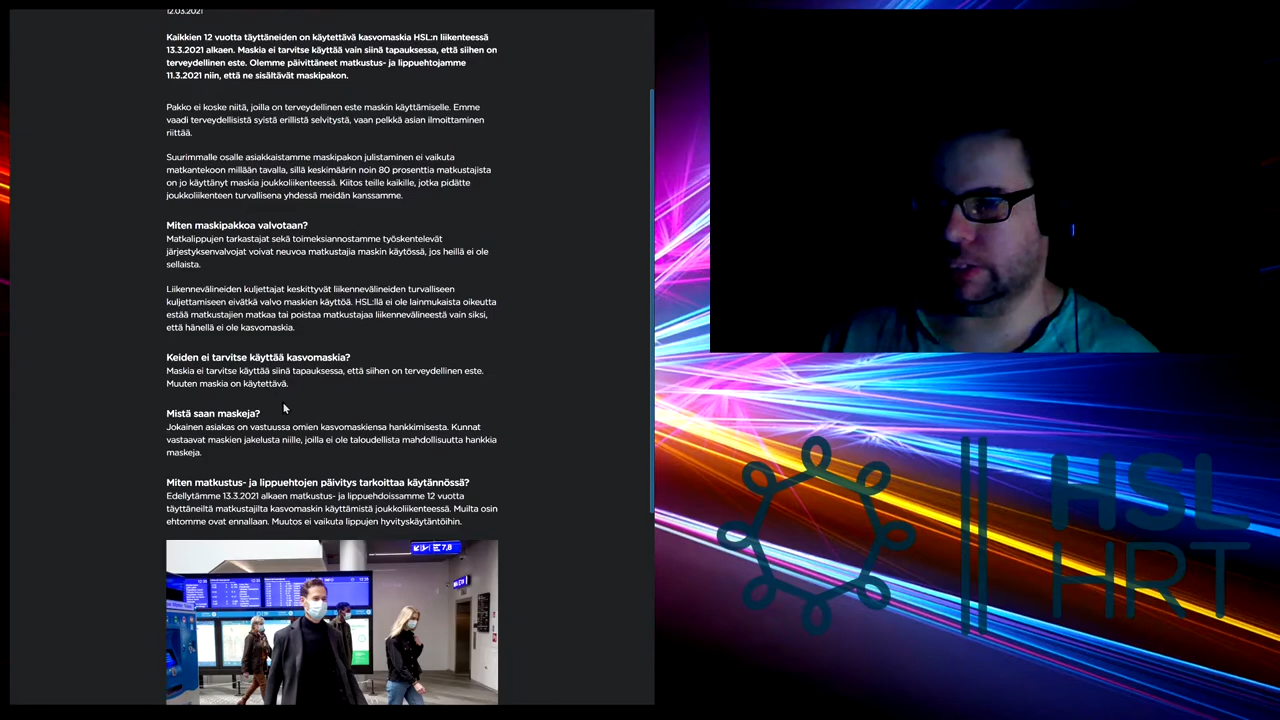 12.03.2021
Kaikkien 12 vuotta täyttäneiden on käytettävä kasvomaskia HSL:n liikenteessä
13.3.2021 alkaen. Maskia ei tarvitse käyttää vain siinä tapauksessa, että siihen on
terveydellinen este. Olemme päivittäneet matkustus- ja lippuehtojamme
11.3.2021 niin, että ne sisältävät maskipakon.
Pakko ei koske niitä, joilla on terveydellinen este maskin käyttämiselle. Emme
vaadi terveydellisistä syistä erillistä selvitystä, vaan pelkkä asian ilmoittaminen
riittää.
Suurimmalle osalle asiakkaistamme maskipakon julistaminen ei vaikuta
matkantekoon millään tavalla, sillä keskimäärin noin 80 prosenttia matkustajista
on jo käyttänyt maskia joukkoliikenteessä. Kiitos teille kaikille, jotka pidätte
joukkoliikenteen turvallisena yhdessä meidän kanssamme.
Miten maskipakkoa valvotaan?
Matkalippujen tarkastajat sekä toimeksiannostamme työskentelevät
järjestyksenvalvojat voivat neuvoa matkustajia maskin käytössä, jos heillä ei ole
sellaista.
Liikennevälineiden kuljettajat keskittyvät liikennevälineiden turvalliseen
kuljettamiseen eivätkä valvo maskien käyttöä. HSL:llä ei ole lainmukaista oikeutta
estää matkustajien matkaa tai poistaa matkustajaa liikennevälineestä vain siksi,
että hänellä ei ole kasvomaskia.
Keiden ei tarvitse käyttää kasvomaskia?
Maskia ei tarvitse käyttää siinä tapauksessa, että siihen on terveydellinen este.
Muuten maskia on käytettävä.
Mistä saan maskeja?
Jokainen asiakas on vastuussa omien kasvomaskiensa hankkimisesta. Kunnat
vastaavat maskien jakelusta niille, joilla ei ole taloudellista mahdollisuutta hankkia
maskeja.
Miten matkustus- ja lippuehtojen päivitys tarkoittaa käytännössä?
Edellytämme 13.3.2021 alkaen matkustus- ja lippuehdoissamme 12 vuotta
täyttäneiltä matkustajilta kasvomaskin käyttämistä joukkoliikenteessä. Muilta osin
ehtomme ovat ennallaan. Muutos ei vaikuta lippujen hyvityskäytäntöihin.
7,8
HSL
HRT